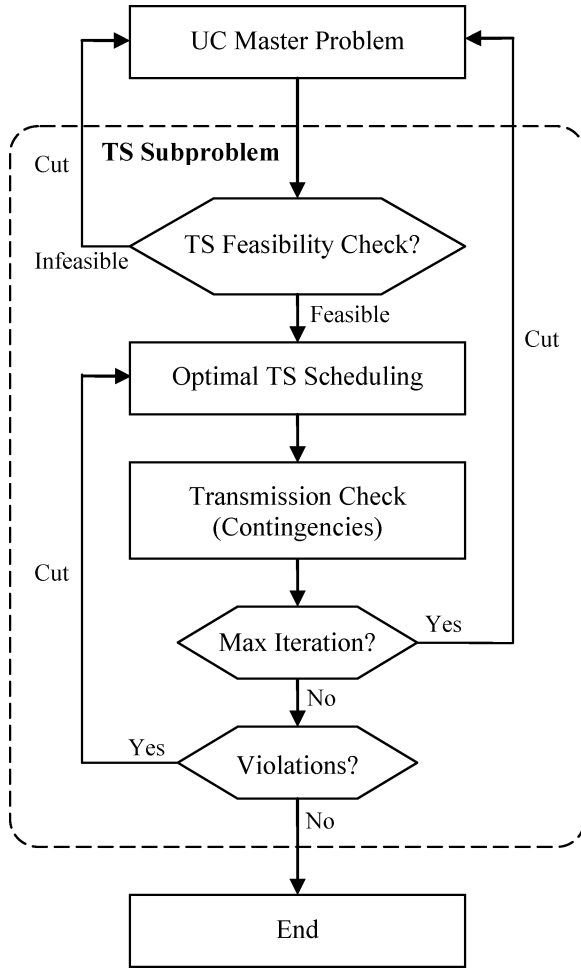 UC Master Problem
TS Subproblem
Cut
TS Feasibility Check?
Infeasible
Feasible
Cut
Optimal TS Scheduling
Transmission Check
(Contingencies)
Cut
Max Iteration?
Yes
No
Yes
Violations?
No
End